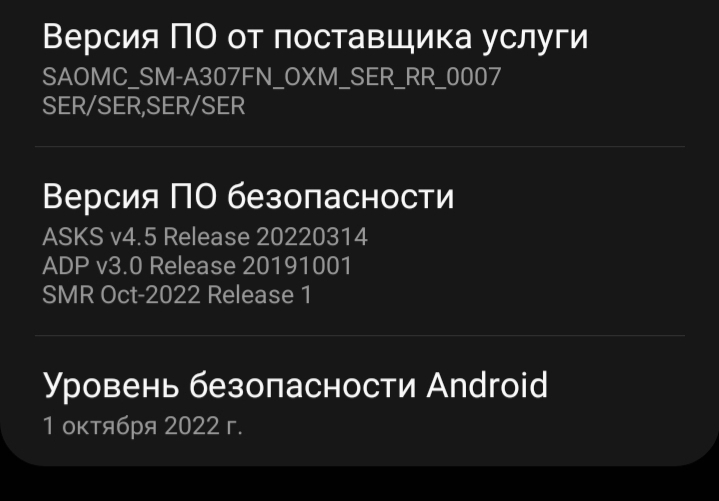 Версия ПО от поставщика услуги
SAOMC_SM-A307FN_OXM_SER_RR_0007
SER/SER,SER/SER
Версия ПО безопасности
ASKS v4.5 Release 20220314
ADP v3.0 Release 20191001
SMR Oct-2022 Release 1
Уровень безопасности Android
1 октября 2022 г.